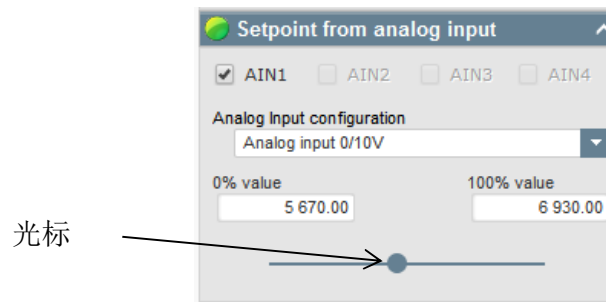 Setpoint from analog input
AIN1 AIN2 AIN3 AIN4
Analog Input configuration
Analog input 0/10V
0% value 100% value
5 670.00 6 930.00
光标